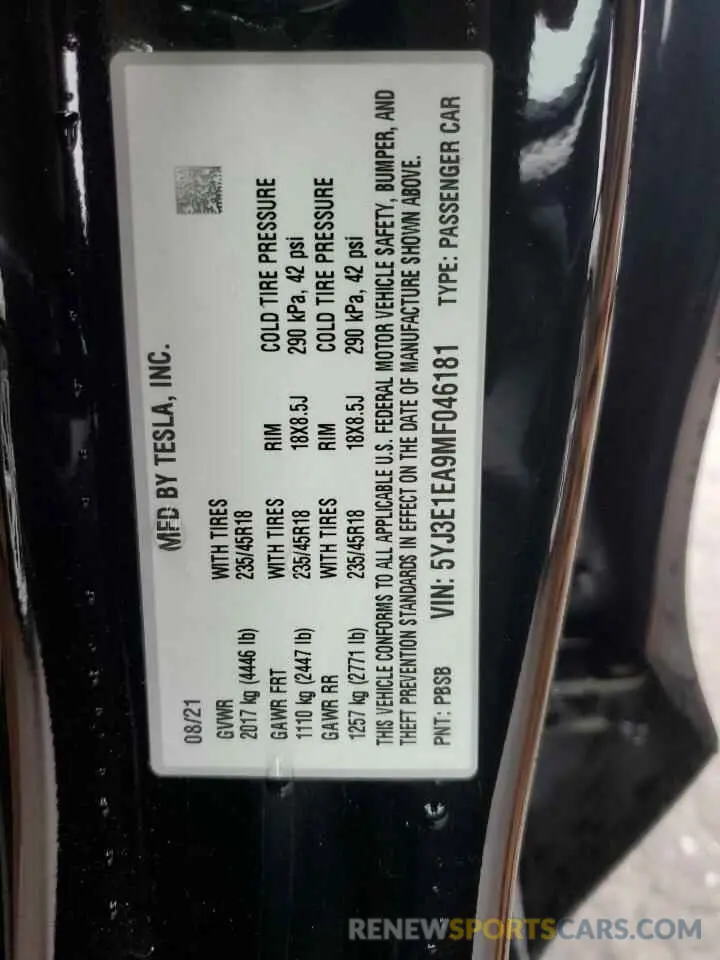 MFD BY TESLA, INC.
08/21
GVWR WITH TIRES
2017 kg (4446 lb) 235/45R18
GAWR FRT WITH TIRES RIM COLD TIRE PRESSURE
1110 kg (2447 lb) 235/45R18 18X8.5J 290 kPa, 42 psi
GAWR RR WITH TIRES RIM COLD TIRE PRESSURE
1257 kg (2771 lb) 235/45R18 18X8.5J 290 kPa, 42 psi
THIS VEHICLE CONFORMS TO ALL APPLICABLE U.S. FEDERAL MOTOR VEHICLE SAFETY, BUMPER, AND
THEFT PREVENTION STANDARDS IN EFFECT ON THE DATE OF MANUFACTURE SHOWN ABOVE.
PNT: PBSB VIN: 5YJ3E1EA9MF046181 TYPE: PASSENGER CAR
RENEWSPORTSCARS.COM